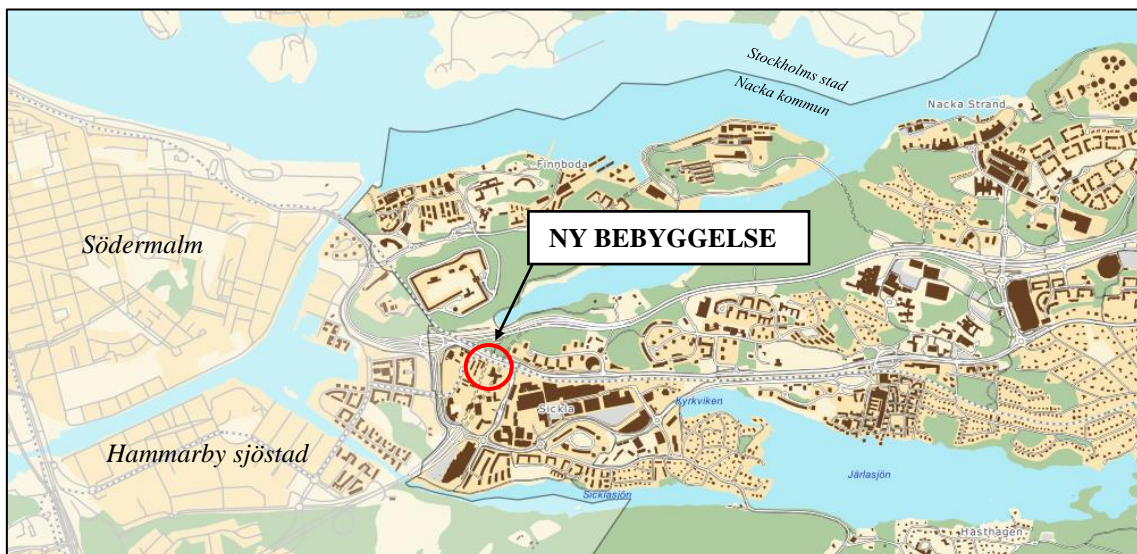 Stockholms stad
Nacka kommun
Nacka Strand
Finnboda
NY BEBYGGELSE
Södermalm
Kyrkviken
Sickla
Hammarby sjöstad
Järlasjön
Sicklasjön
Hästhagen